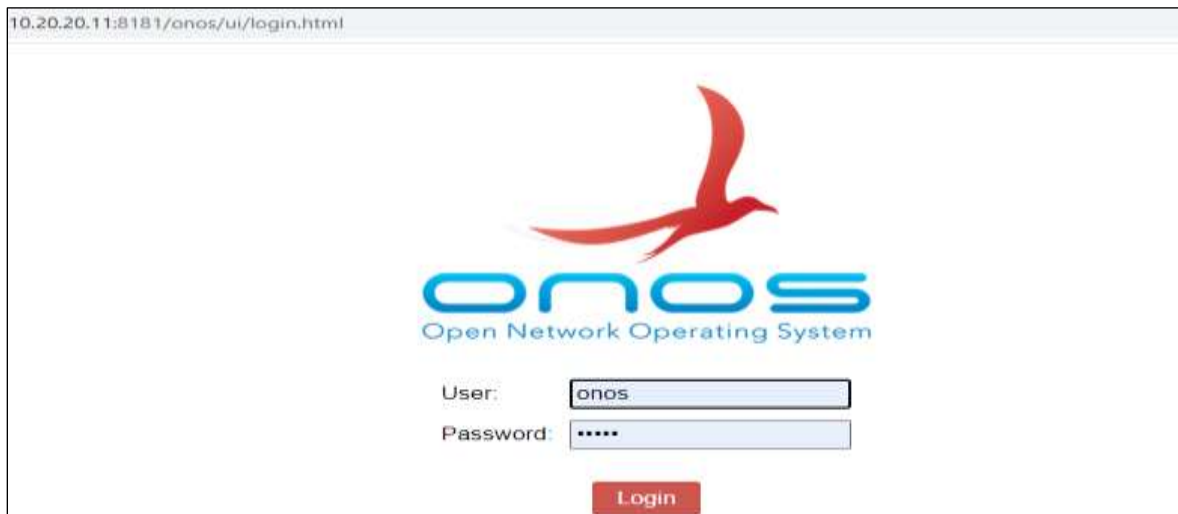 10.20.20.11:8181/onos/ui/login.html
onos
Open Network Operating System
User: onos
Password: •••••
Login